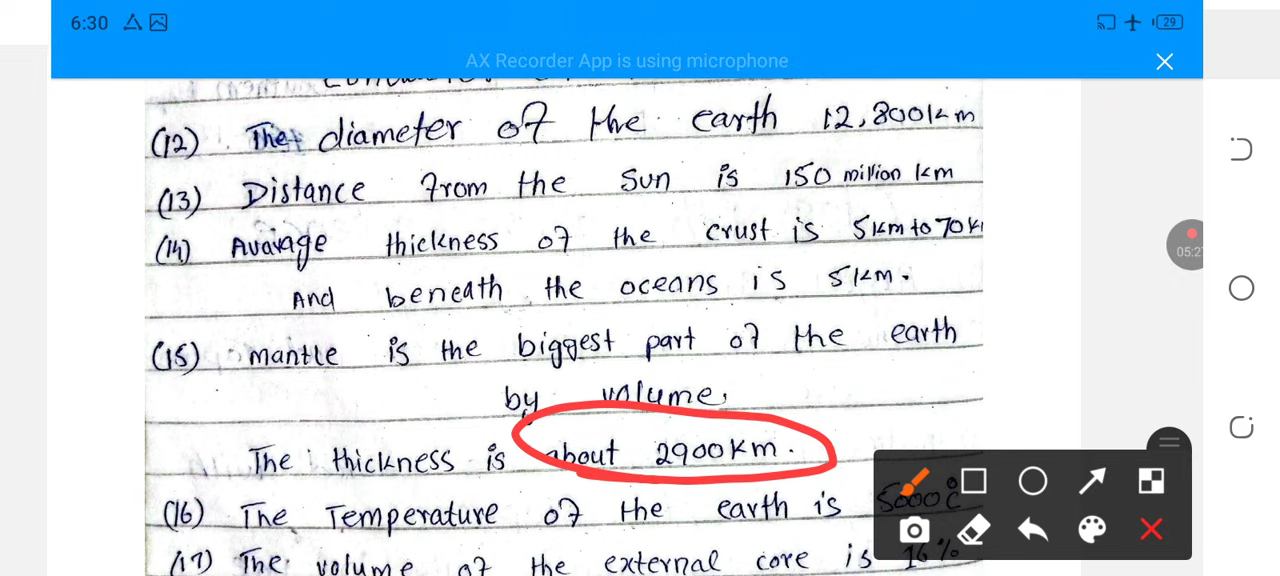 6:30
29
AX Recorder App is using microphone
(12) The diameter of the earth 12,800km
(13) Distance from the sun is 150 million km
(14) Avarage thickness of the crust is 5km to 70k
And beneath the oceans is 5km.
05:2
(15) mantle is the biggest part of the earth
by volume.
The thickness is about 2900km.
(16) The Temperature of the earth is 5000°C
(17) The volume of the external core is 16%